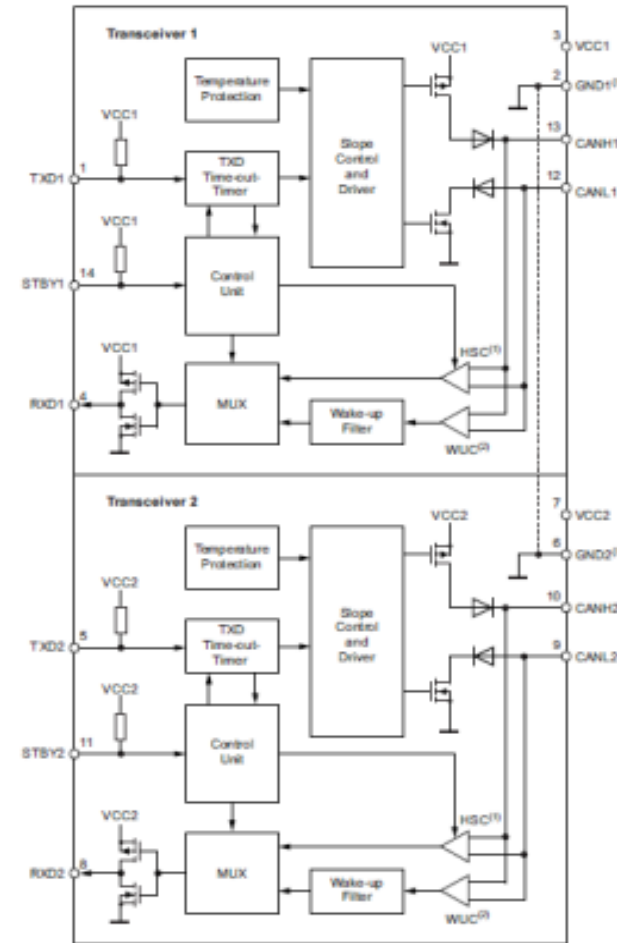 Transceiver 1
VCC1
3
VCC1
2
GND1(
Temperature
Protection
13
CANH1
VCC1
TXD
Time-out-
Timer
Slope
Control
and
Driver
TXD1
1
12
CANL1
VCC1
STBY1
14
Control
Unit
VCC1
HSC(1)
RXD1
4
MUX
Wake-up
Filter
WUC(2)
Transceiver 2
VCC2
7
VCC2
6
GND2(
Temperature
Protection
10
CANH2
VCC2
TXD
Time-out-
Timer
Slope
Control
and
Driver
TXD2
5
9
CANL2
VCC2
STBY2
11
Control
Unit
VCC2
HSC(1)
RXD2
8
MUX
Wake-up
Filter
WUC(2)